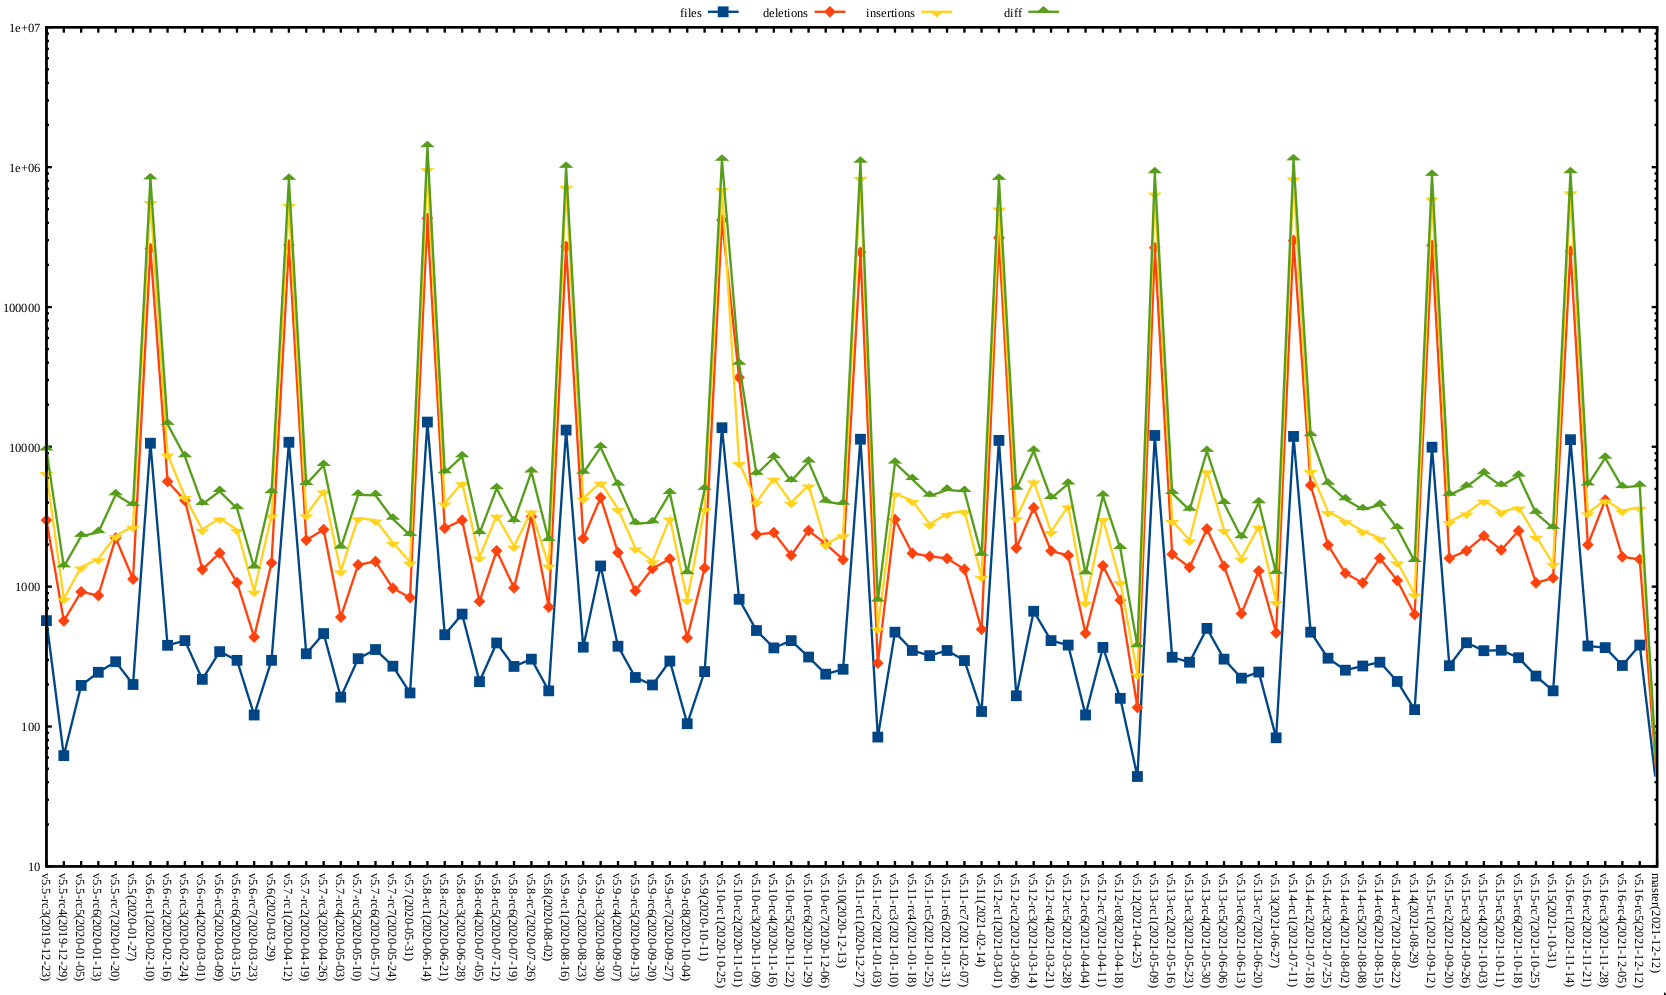 files deletions insertions diff
1e+07
1e+06
100000
10000
1000
100
10
v5.5-rc3(2019-12-23)
v5.5-rc4(2019-12-29)
v5.5-rc5(2020-01-05)
v5.5-rc6(2020-01-13)
v5.5-rc7(2020-01-20)
v5.5(2020-01-27)
v5.6-rc1(2020-02-10)
v5.6-rc2(2020-02-16)
v5.6-rc3(2020-02-24)
v5.6-rc4(2020-03-01)
v5.6-rc5(2020-03-09)
v5.6-rc6(2020-03-15)
v5.6-rc7(2020-03-23)
v5.6(2020-03-29)
v5.7-rc1(2020-04-12)
v5.7-rc2(2020-04-19)
v5.7-rc3(2020-04-26)
v5.7-rc4(2020-05-03)
v5.7-rc5(2020-05-10)
v5.7-rc6(2020-05-17)
v5.7-rc7(2020-05-24)
v5.7(2020-05-31)
v5.8-rc1(2020-06-14)
v5.8-rc2(2020-06-21)
v5.8-rc3(2020-06-28)
v5.8-rc4(2020-07-05)
v5.8-rc5(2020-07-12)
v5.8-rc6(2020-07-19)
v5.8-rc7(2020-07-26)
v5.8(2020-08-02)
v5.9-rc1(2020-08-16)
v5.9-rc2(2020-08-23)
v5.9-rc3(2020-08-30)
v5.9-rc4(2020-09-07)
v5.9-rc5(2020-09-13)
v5.9-rc6(2020-09-20)
v5.9-rc7(2020-09-27)
v5.9-rc8(2020-10-04)
v5.9(2020-10-11)
v5.10-rc1(2020-10-25)
v5.10-rc2(2020-11-01)
v5.10-rc3(2020-11-09)
v5.10-rc4(2020-11-16)
v5.10-rc5(2020-11-22)
v5.10-rc6(2020-11-29)
v5.10-rc7(2020-12-06)
v5.10(2020-12-13)
v5.11-rc1(2020-12-27)
v5.11-rc2(2021-01-03)
v5.11-rc3(2021-01-10)
v5.11-rc4(2021-01-18)
v5.11-rc5(2021-01-25)
v5.11-rc6(2021-01-31)
v5.11-rc7(2021-02-07)
v5.11(2021-02-14)
v5.12-rc1(2021-03-01)
v5.12-rc2(2021-03-06)
v5.12-rc3(2021-03-14)
v5.12-rc4(2021-03-21)
v5.12-rc5(2021-03-28)
v5.12-rc6(2021-04-04)
v5.12-rc7(2021-04-11)
v5.12-rc8(2021-04-18)
v5.12(2021-04-25)
v5.13-rc1(2021-05-09)
v5.13-rc2(2021-05-16)
v5.13-rc3(2021-05-23)
v5.13-rc4(2021-05-30)
v5.13-rc5(2021-06-06)
v5.13-rc6(2021-06-13)
v5.13-rc7(2021-06-20)
v5.13(2021-06-27)
v5.14-rc1(2021-07-11)
v5.14-rc2(2021-07-18)
v5.14-rc3(2021-07-25)
v5.14-rc4(2021-08-02)
v5.14-rc5(2021-08-08)
v5.14-rc6(2021-08-15)
v5.14-rc7(2021-08-22)
v5.14(2021-08-29)
v5.15-rc1(2021-09-12)
v5.15-rc2(2021-09-20)
v5.15-rc3(2021-09-26)
v5.15-rc4(2021-10-03)
v5.15-rc5(2021-10-11)
v5.15-rc6(2021-10-18)
v5.15-rc7(2021-10-25)
v5.15(2021-10-31)
v5.16-rc1(2021-11-14)
v5.16-rc2(2021-11-21)
v5.16-rc3(2021-11-28)
v5.16-rc4(2021-12-05)
v5.16-rc5(2021-12-12)
master(2021-12-12)